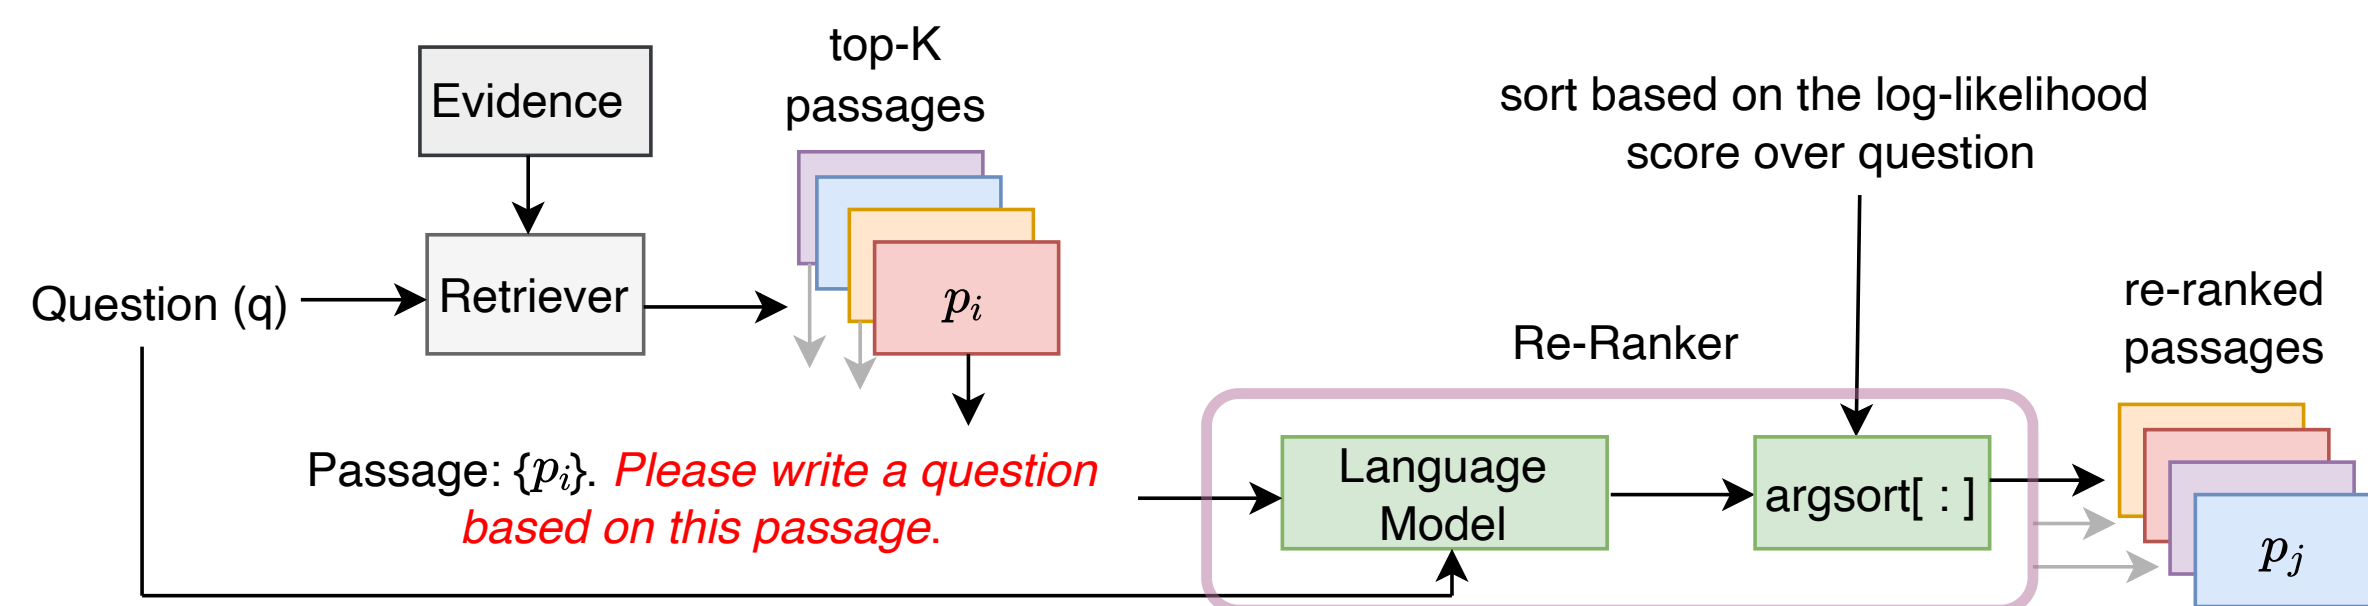 Evidence
top-K
passages
sort based on the log-likelihood
score over question
Question (q)
Retriever
p_i
Re-Ranker
re-ranked
passages
Passage: {p_i}. Please write a question
based on this passage.
Language
Model
argsort[ : ]
p_j